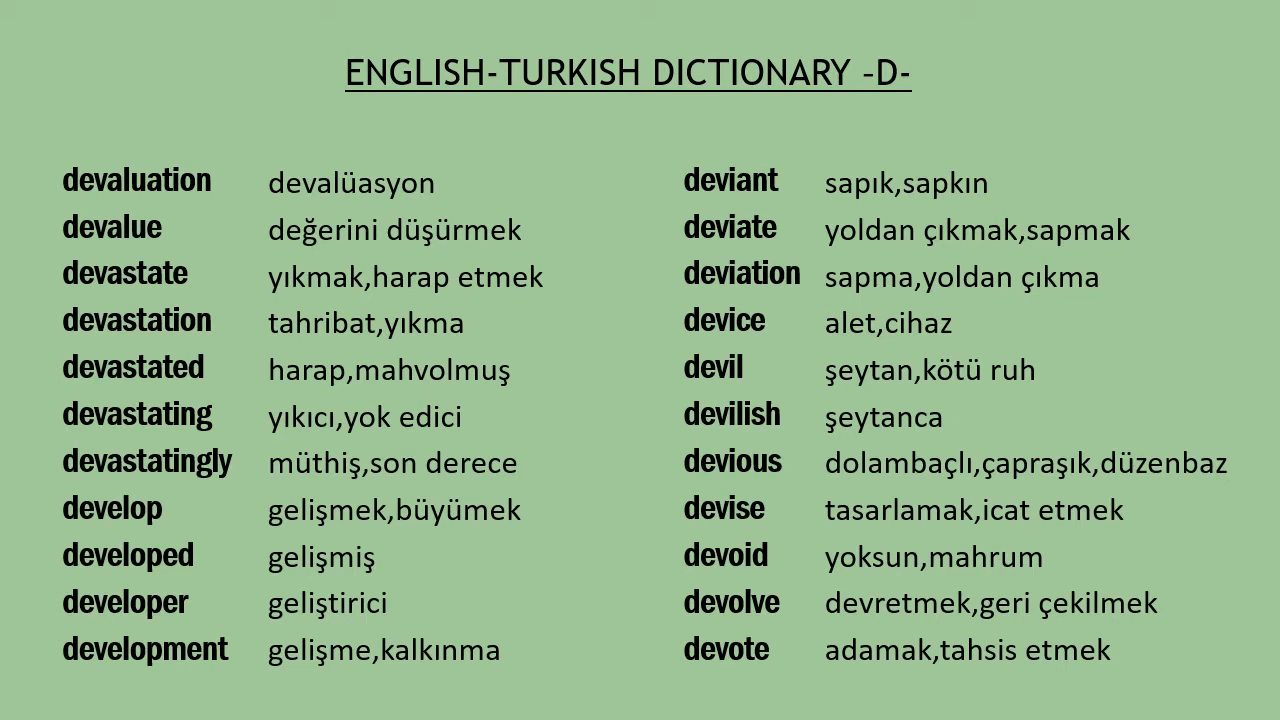 ENGLISH-TURKISH DICTIONARY –D-
devaluation devalüasyon
devalue değerini düşürmek
devastate yıkmak,harap etmek
devastation tahribat,yıkma
devastated harap,mahvolmuş
devastating yıkıcı,yok edici
devastatingly müthiş,son derece
develop gelişmek,büyümek
developed gelişmiş
developer geliştirici
development gelişme,kalkınma
deviant sapık,sapkın
deviate yoldan çıkmak,sapmak
deviation sapma,yoldan çıkma
device alet,cihaz
devil şeytan,kötü ruh
devilish şeytanca
devious dolambaçlı,çapraşık,düzenbaz
devise tasarlamak,icat etmek
devoid yoksun,mahrum
devolve devretmek,geri çekilmek
devote adamak,tahsis etmek